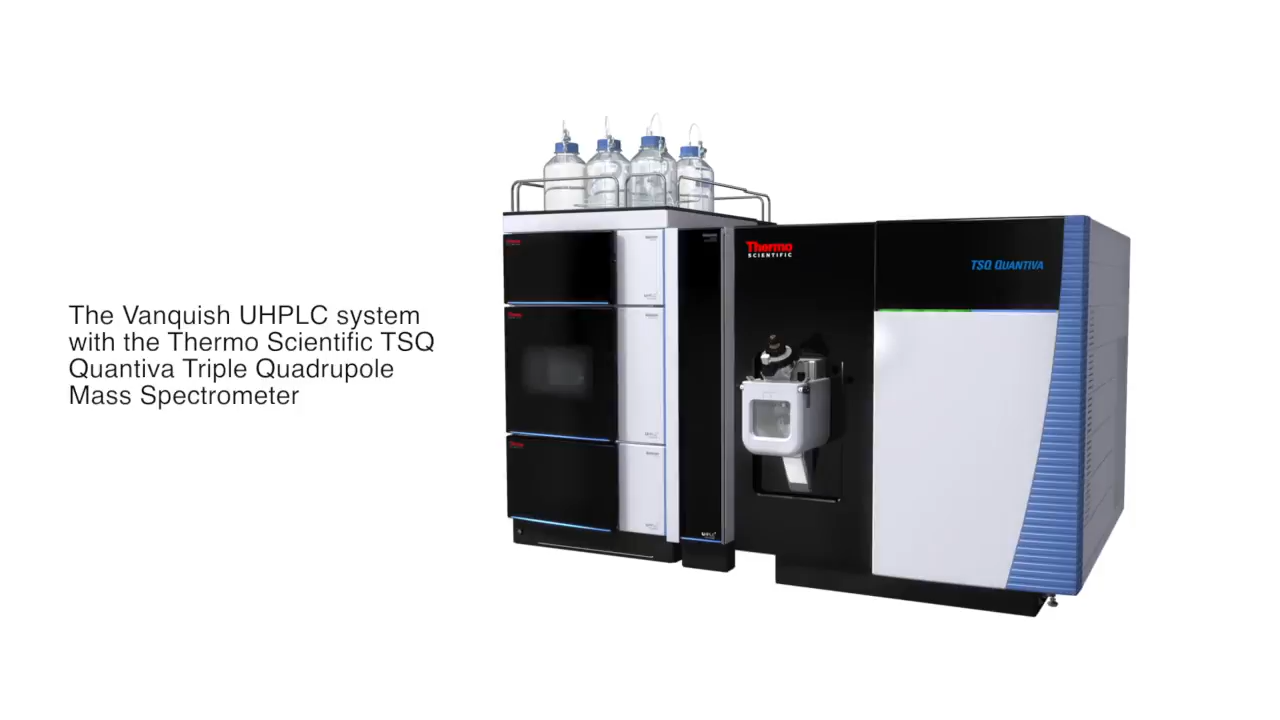 The Vanquish UHPLC system
with the Thermo Scientific TSQ
Quantiva Triple Quadrupole
Mass Spectrometer
Thermo
SCIENTIFIC
TSQ QUANTIVA